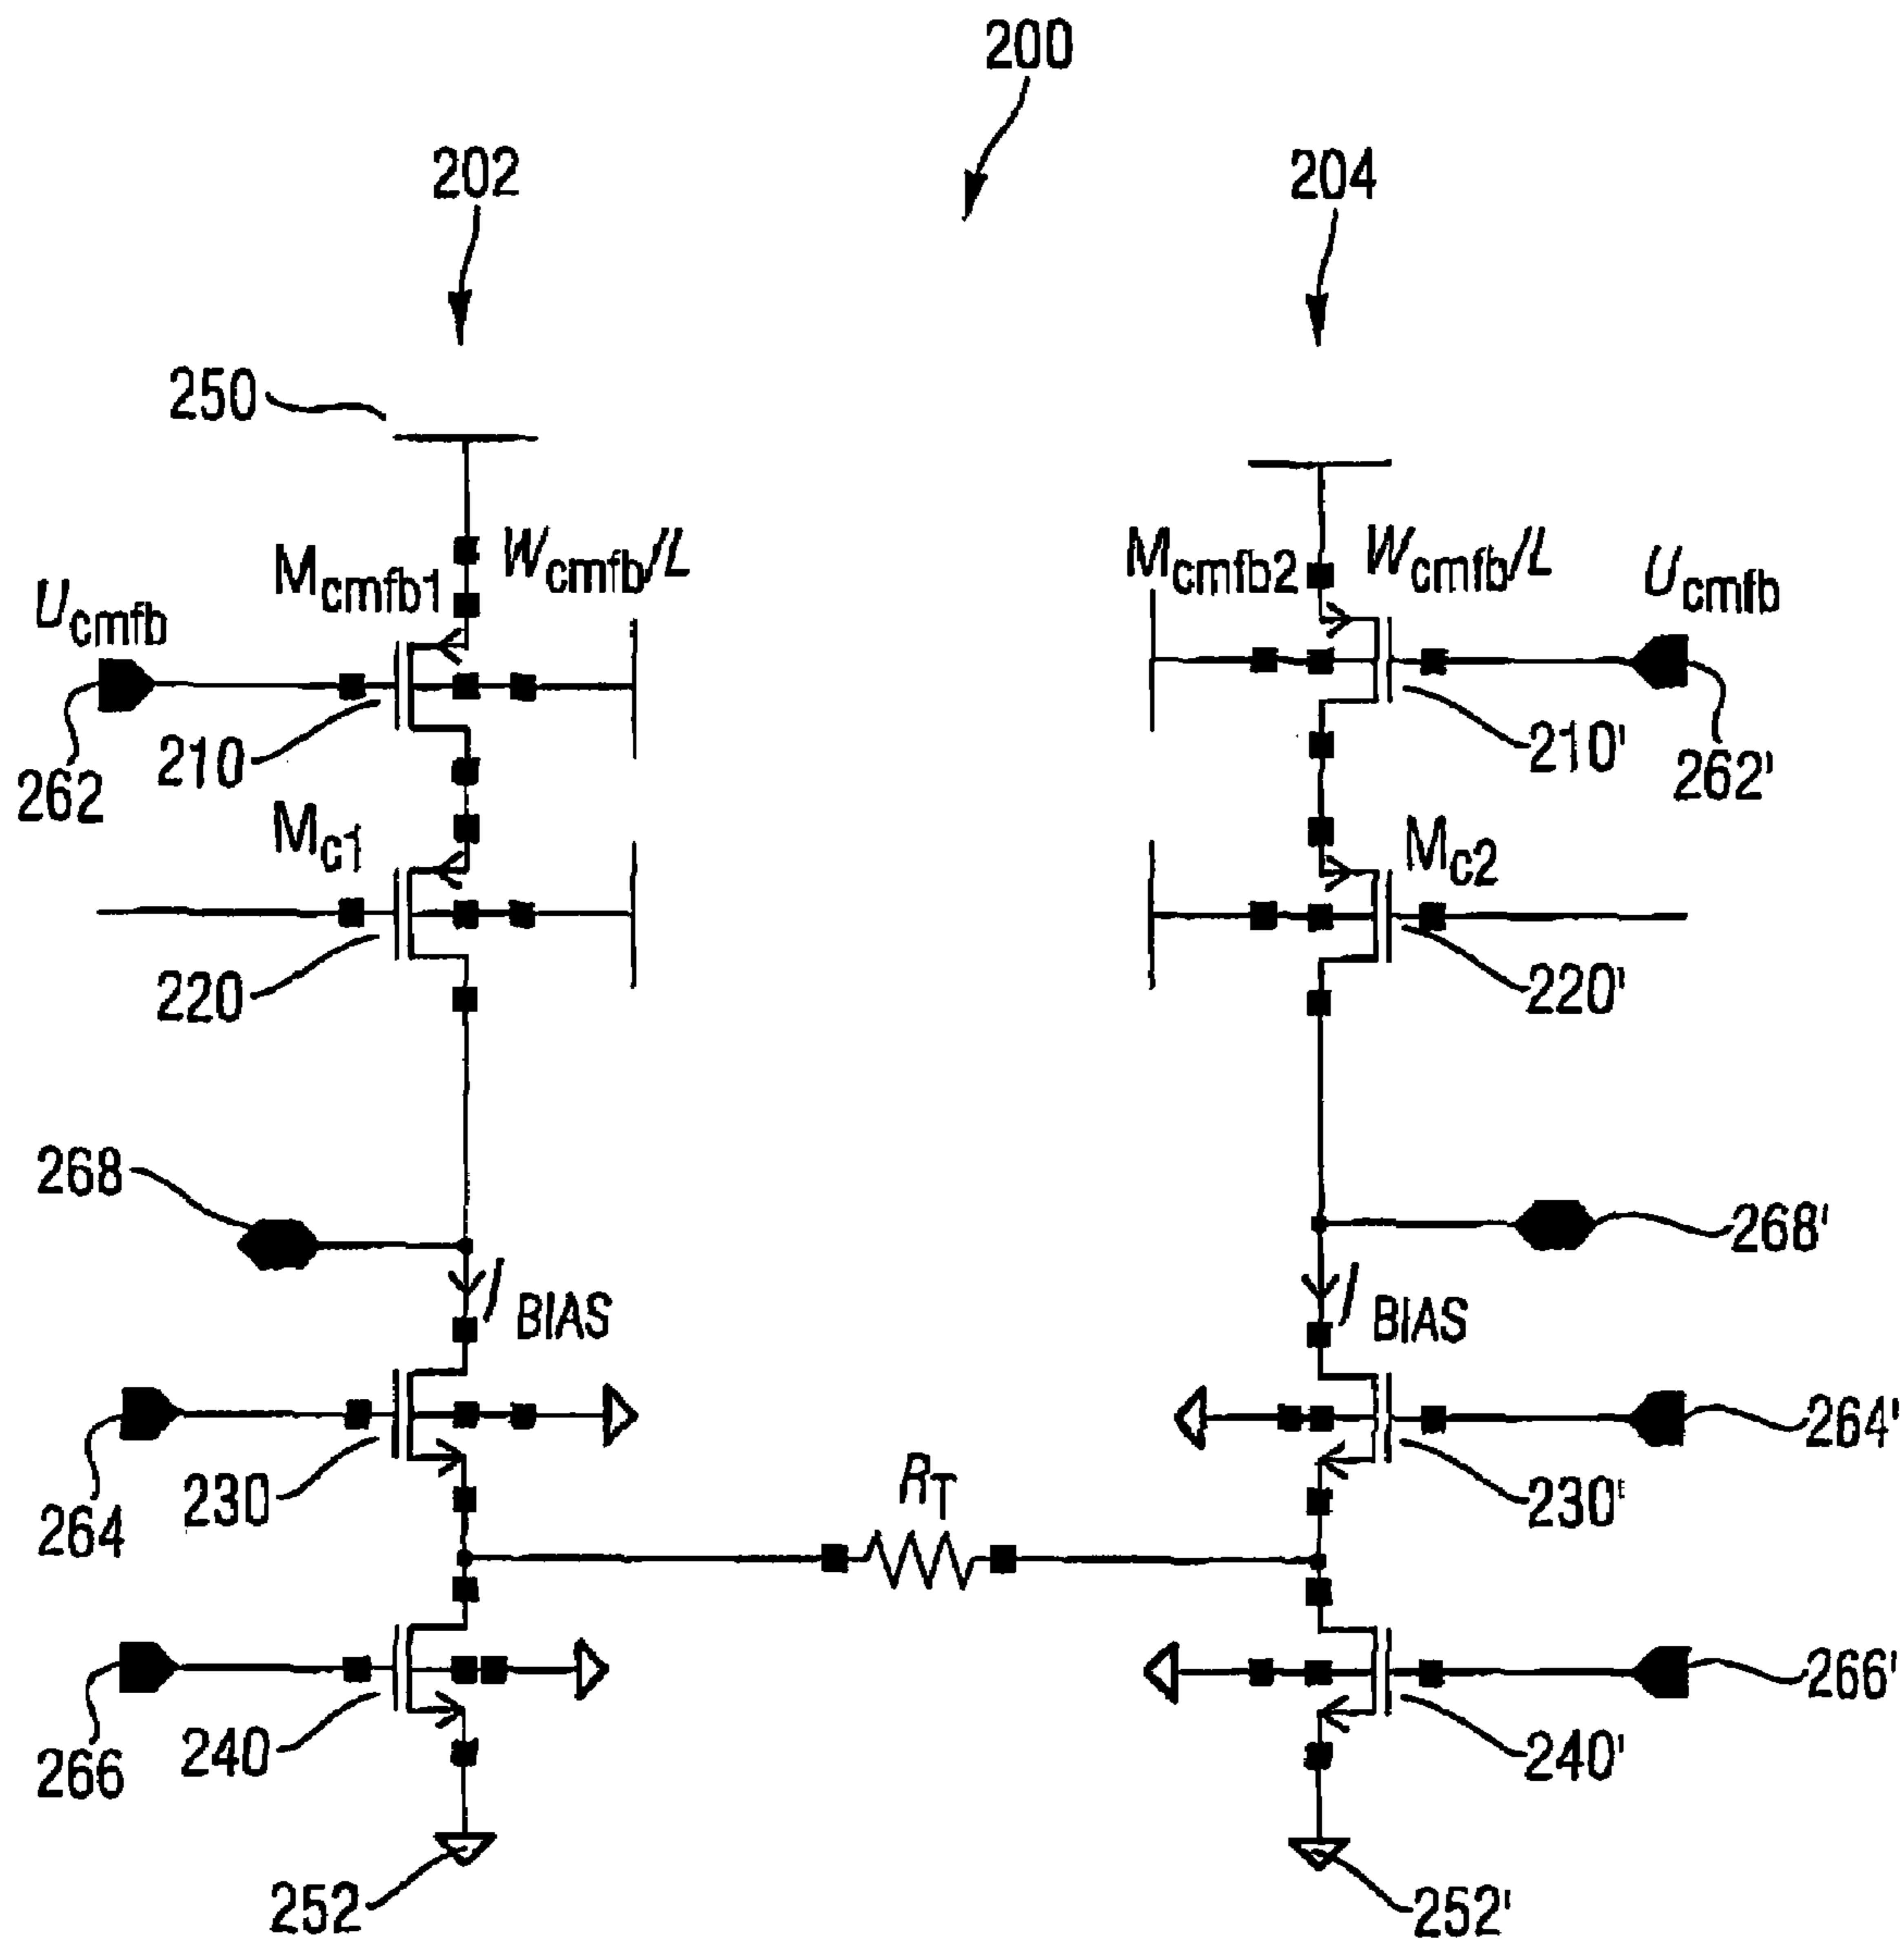 200
202
204
250
Mcmfb1
Wcmfb/L
Mcmfb2
Wcmfb/L
Ucmfb
Ucmfb
262
210
210'
262'
Mc1
Mc2
220
220'
268
268'
IBIAS
IBIAS
264
230
RT
230'
264'
266
240
240'
266'
252
252'